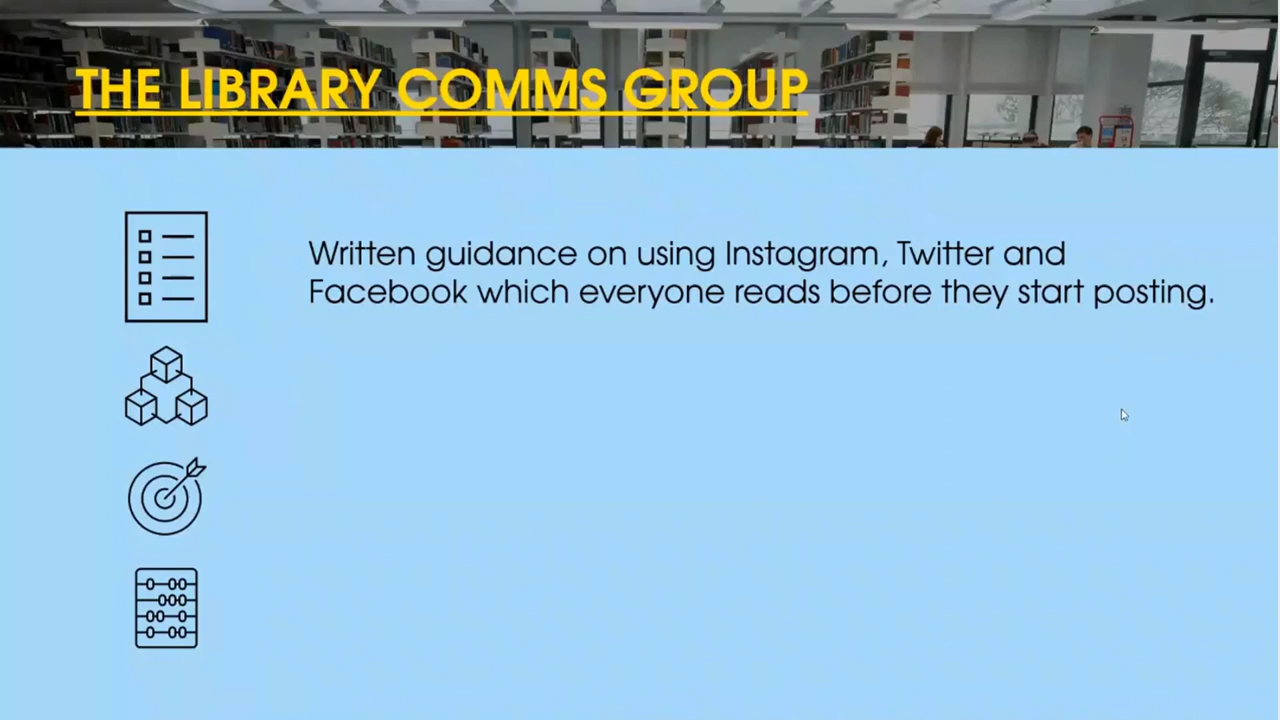 THE LIBRARY COMMS GROUP
Written guidance on using Instagram, Twitter and
Facebook which everyone reads before they start posting.